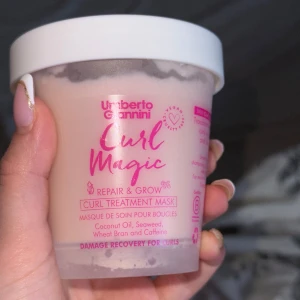 Umberto
Giannini
Curl
Magic
REPAIR & GROW
CURL TREATMENT MASK
MASQUE DE SOIN POUR BOUCLES
Coconut Oil, Seaweed,
Wheat Bran and Caffeine
DAMAGE RECOVERY FOR CURLS